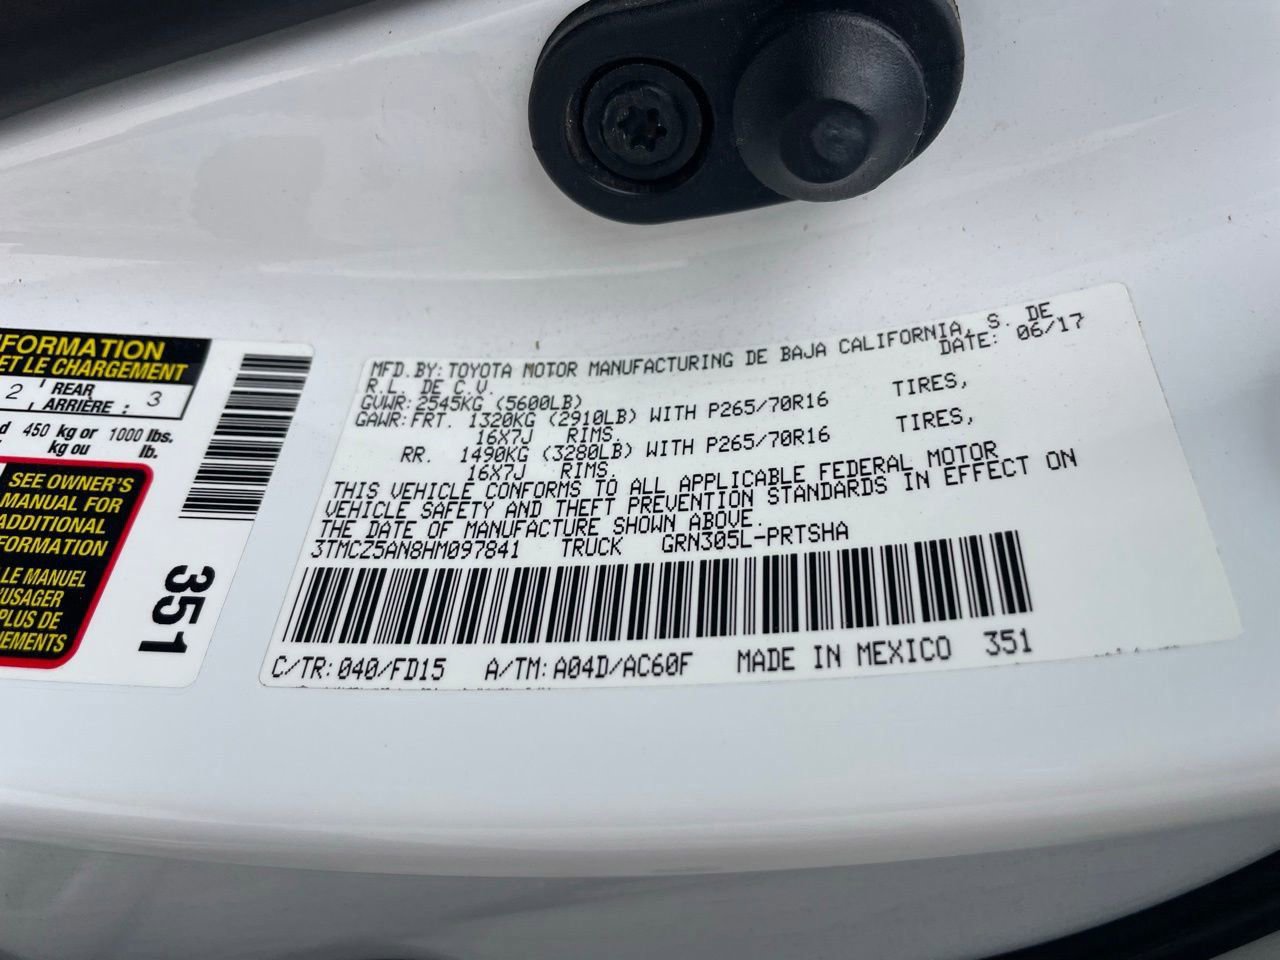 MFD. BY: TOYOTA MOTOR MANUFACTURING DE BAJA CALIFORNIA, S. DE
R.L. DE C.V. DATE: 06/17
GVWR: 2545KG (5600LB)
GAWR: FRT. 1320KG (2910LB) WITH P265/70R16 TIRES,
16X7J RIMS.
RR. 1490KG (3280LB) WITH P265/70R16 TIRES,
16X7J RIMS.
THIS VEHICLE CONFORMS TO ALL APPLICABLE FEDERAL MOTOR
VEHICLE SAFETY AND THEFT PREVENTION STANDARDS IN EFFECT ON
THE DATE OF MANUFACTURE SHOWN ABOVE.
3TMCZ5AN8HM097841 TRUCK GRN305L-PRTSHA
C/TR: 040/FD15 A/TM: A04D/AC60F MADE IN MEXICO 351
FORMATION
ET LE CHARGEMENT
2 REAR
ARRIÈRE : 3
d 450 kg or 1000 lbs.
kg ou lb.
SEE OWNER'S
MANUAL FOR
ADDITIONAL
FORMATION
LE MANUEL
'USAGER
PLUS DE
EMENTS
351